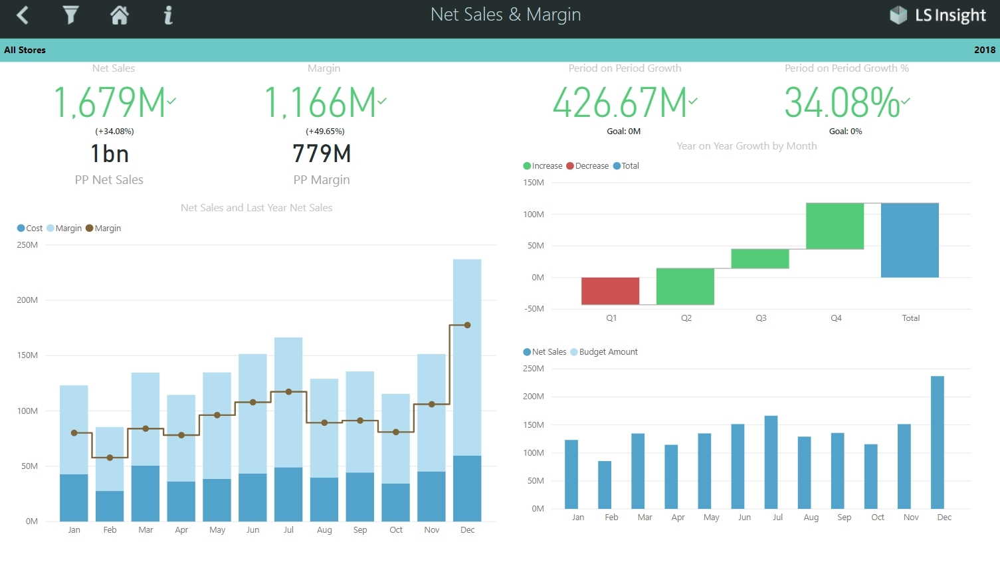 Net Sales & Margin
LS Insight
All Stores
2018
Net Sales
Margin
Period on Period Growth
Period on Period Growth %
1,679M
1,166M
426.67M
34.08%
(+34.08%)
(+49.65%)
Goal: 0M
Goal: 0%
1bn
779M
PP Net Sales
PP Margin
Net Sales and Last Year Net Sales
Cost Margin Margin
250M
200M
150M
100M
50M
0M
Jan Feb Mar Apr May Jun Jul Aug Sep Oct Nov Dec
Year on Year Growth by Month
Increase Decrease Total
150M
100M
50M
0M
-50M
Q1 Q2 Q3 Q4 Total
Net Sales Budget Amount
250M
200M
150M
100M
50M
0M
Jan Feb Mar Apr May Jun Jul Aug Sep Oct Nov Dec